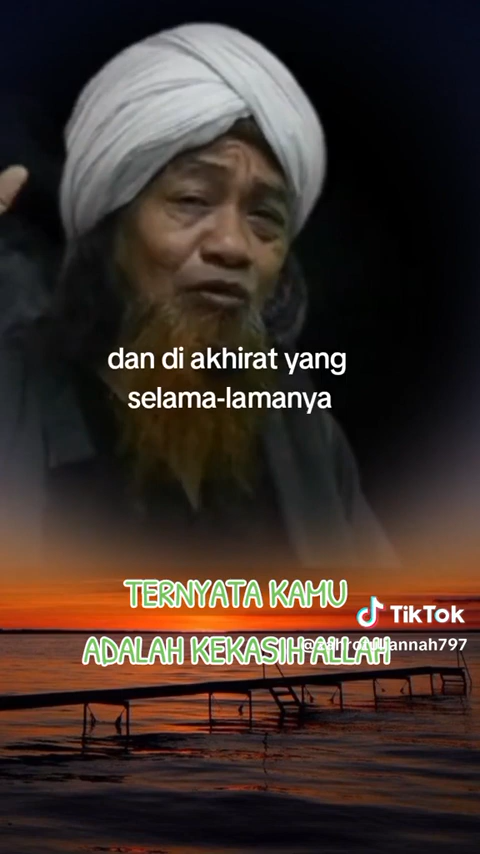 dan di akhirat yang
selama-lamanya
TERNYATA KAMU
TikTok
ADALAH KEKASIH ALLAH